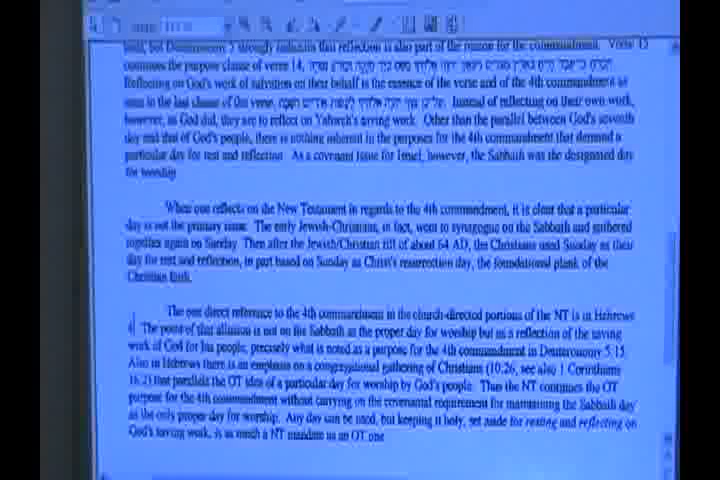 but Deuteronomy 5 strongly indicates that reflection is also part of the reason for the commandment. Verse 15
continues the purpose clause of verse 14,
Reflecting on God's work of salvation on their behalf is the essence of the verse and of the 4th commandment as
seen in the last clause of the verse, Instead of reflecting on their own work,
however, as God did, they are to reflect on Yahweh's saving work. Other than the parallel between God's seventh
day and that of God's people, there is nothing inherent in the purposes for the 4th commandment that demand a
particular day for rest and reflection. As a covenant issue for Israel, however, the Sabbath was the designated day
for worship.
When one reflects on the New Testament in regards to the 4th commandment, it is clear that a particular
day is not the primary issue. The early Jewish-Christians, in fact, went to synagogue on the Sabbath and gathered
together again on Sunday. Then after the Jewish/Christian rift of about 64 AD, the Christians used Sunday as their
day for rest and reflection, in part based on Sunday as Christ's resurrection day, the foundational plank of the
Christian faith.
The one direct reference to the 4th commandment in the church-directed portions of the NT is in Hebrews
4. The point of that allusion is not on the Sabbath as the proper day for worship but as a reflection of the saving
work of God for his people, precisely what is noted as a purpose for the 4th commandment in Deuteronomy 5:15.
Also in Hebrews there is an emphasis on a congregational gathering of Christians (10:26, see also 1 Corinthians
16:2) that parallels the OT idea of a particular day for worship by God's people. Thus the NT continues the OT
purpose for the 4th commandment without carrying on the covenantal requirement for maintaining the Sabbath day
as the only proper day for worship. Any day can be used, but keeping it holy, set aside for resting and reflecting on
God's saving work, is as much a NT mandate as an OT one